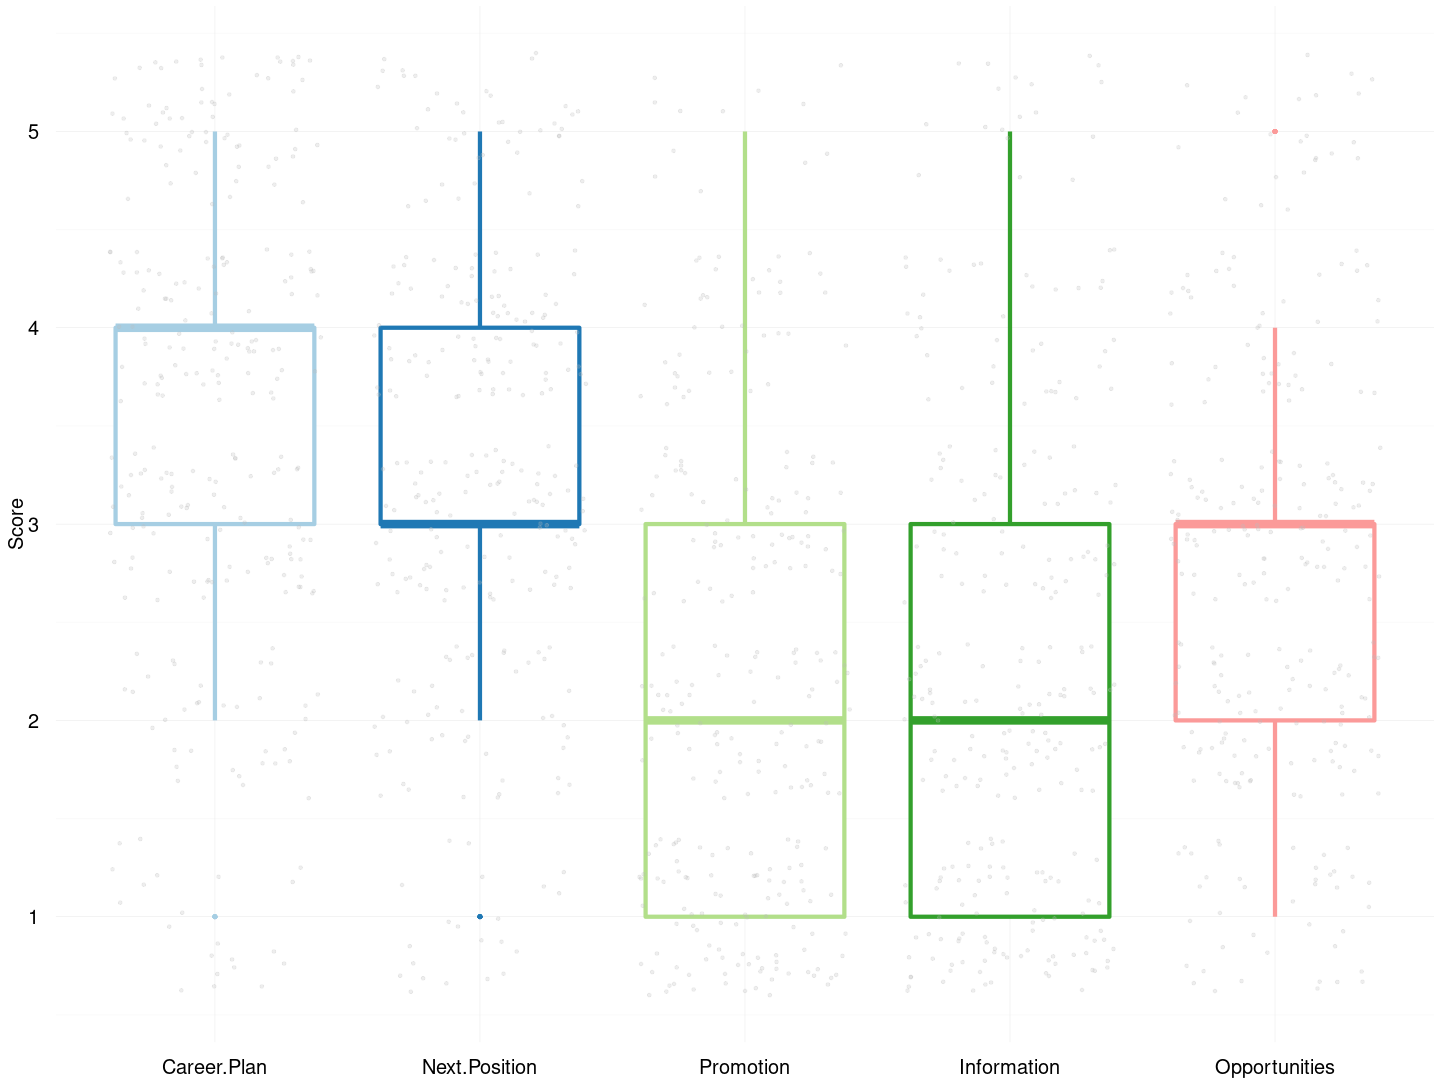 5
4
3
2
1
Score
Career.Plan
Next.Position
Promotion
Information
Opportunities